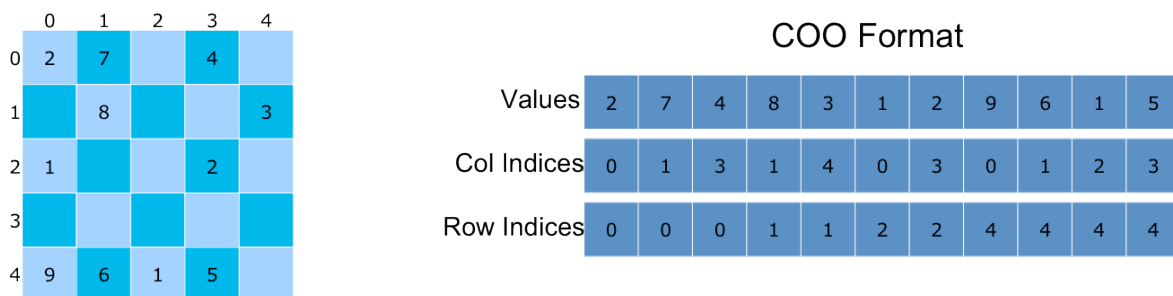 0 1 2 3 4
0 2 7 4
1 8 3
2 1 2
3
4 9 6 1 5
COO Format
Values 2 7 4 8 3 1 2 9 6 1 5
Col Indices 0 1 3 1 4 0 3 0 1 2 3
Row Indices 0 0 0 1 1 2 2 4 4 4 4